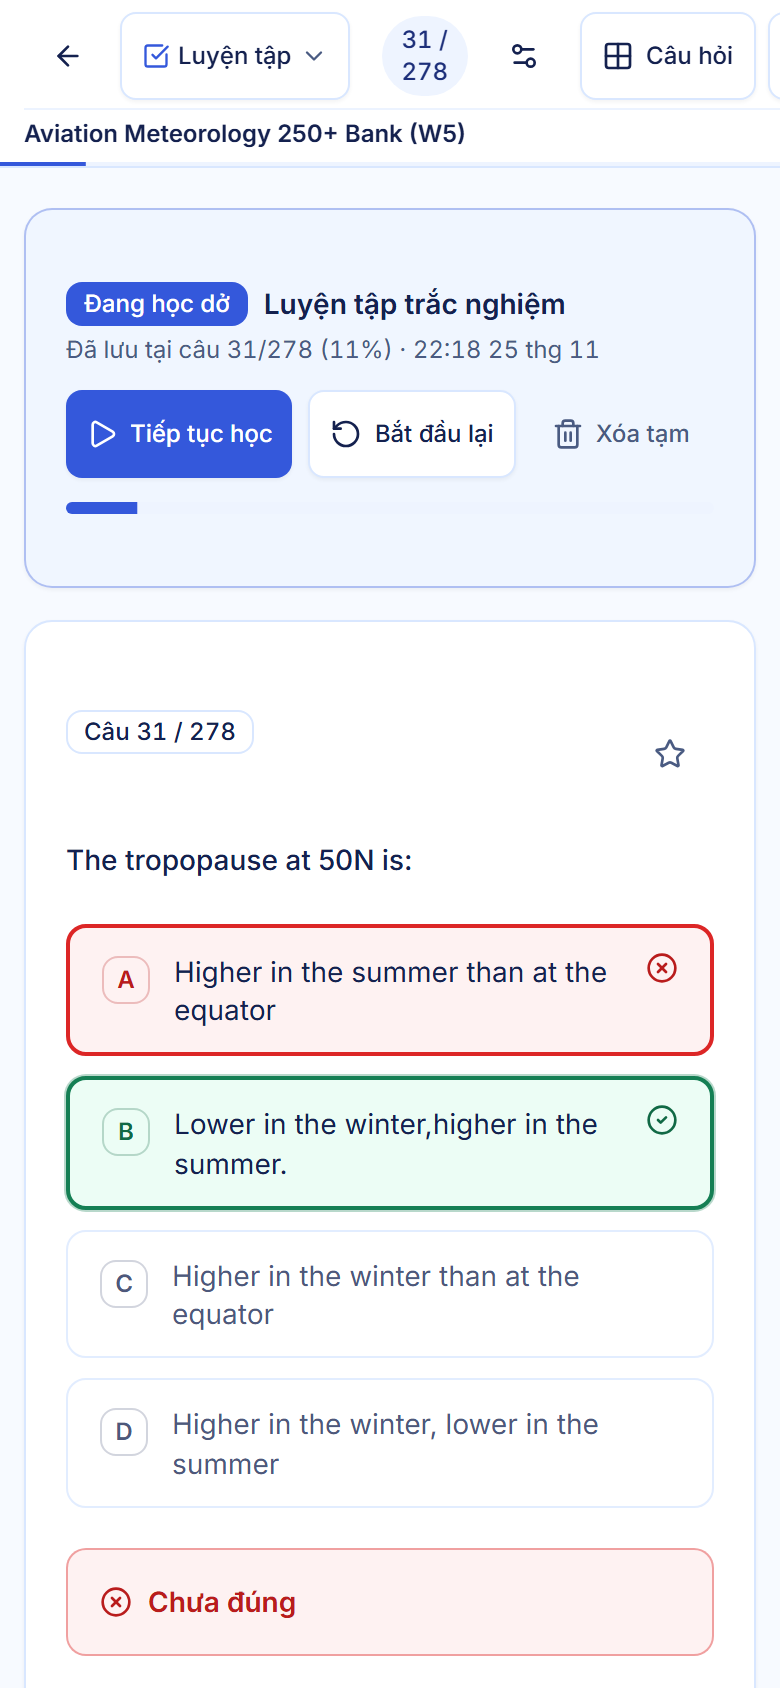 Luyện tập
31 /
278
Câu hỏi
Aviation Meteorology 250+ Bank (W5)
Đang học dở
Luyện tập trắc nghiệm
Đã lưu tại câu 31/278 (11%) · 22:18 25 thg 11
Tiếp tục học
Bắt đầu lại
Xóa tạm
Câu 31 / 278
The tropopause at 50N is:
A
Higher in the summer than at the
equator
B
Lower in the winter,higher in the
summer.
C
Higher in the winter than at the
equator
D
Higher in the winter, lower in the
summer
Chưa đúng